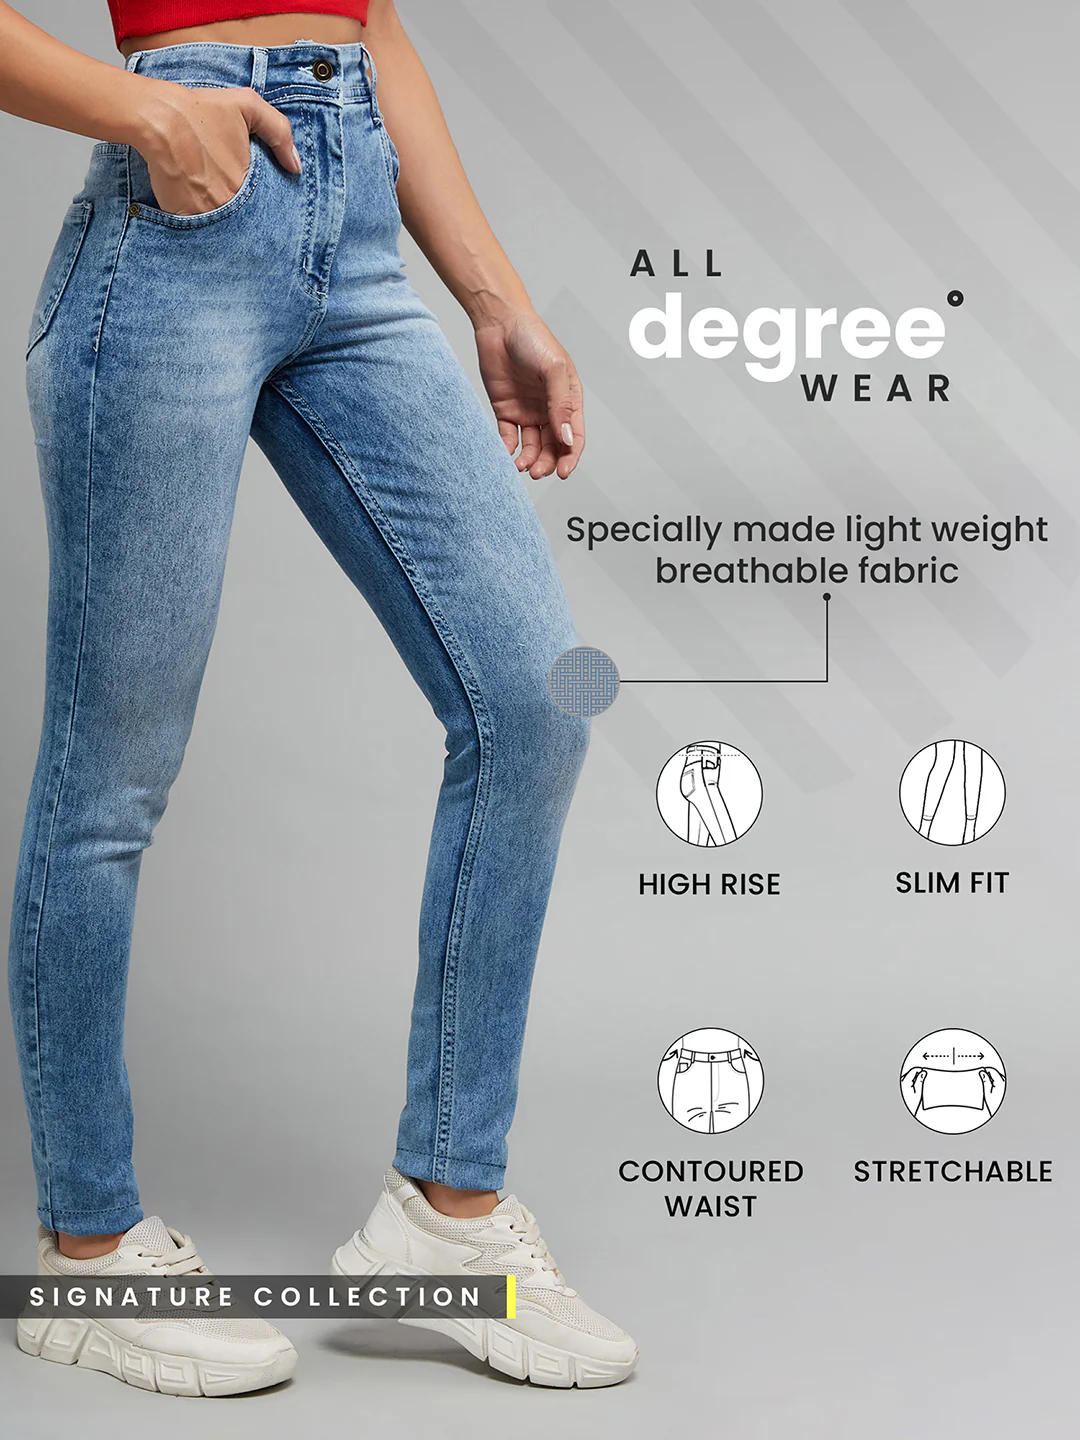 ALL
degree°
WEAR
Specially made light weight
breathable fabric
HIGH RISE
SLIM FIT
CONTOURED
WAIST
STRETCHABLE
SIGNATURE COLLECTION